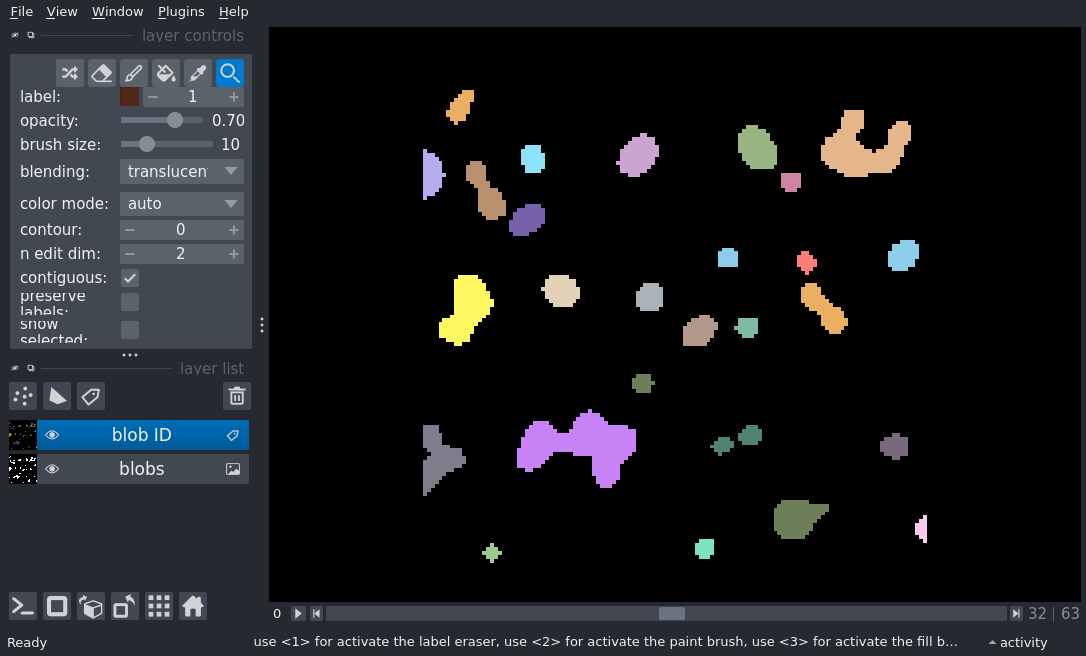 File View Window Plugins Help
layer controls
label: 1
opacity: 0.70
brush size: 10
blending: translucen
color mode: auto
contour: 0
n edit dim: 2
contiguous:
preserve
labels:
show
selected:
layer list
blob ID
blobs
0 32 63
Ready use <1> for activate the label eraser, use <2> for activate the paint brush, use <3> for activate the fill b... activity